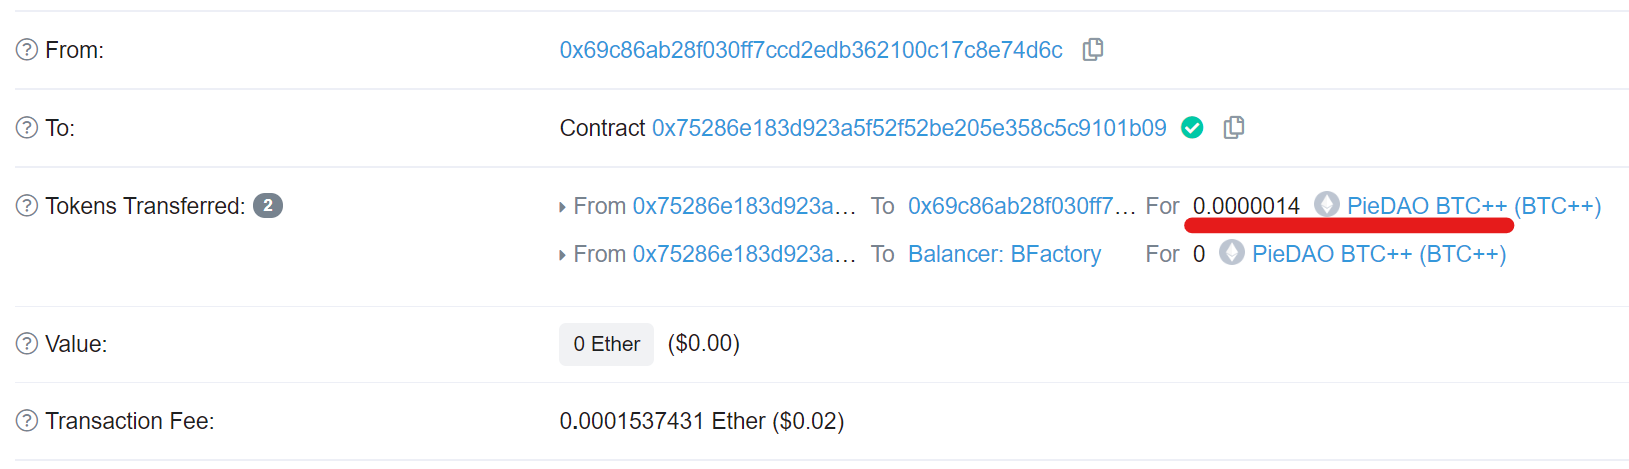 From: 0x69c86ab28f030ff7ccd2edb362100c17c8e74d6c
To: Contract 0x75286e183d923a5f52f52be205e358c5c9101b09
Tokens Transferred: 2 From 0x75286e183d923a... To 0x69c86ab28f030ff7... For 0.0000014 PieDAO BTC++ (BTC++)
From 0x75286e183d923a... To Balancer: BFactory For 0 PieDAO BTC++ (BTC++)
Value: 0 Ether ($0.00)
Transaction Fee: 0.0001537431 Ether ($0.02)